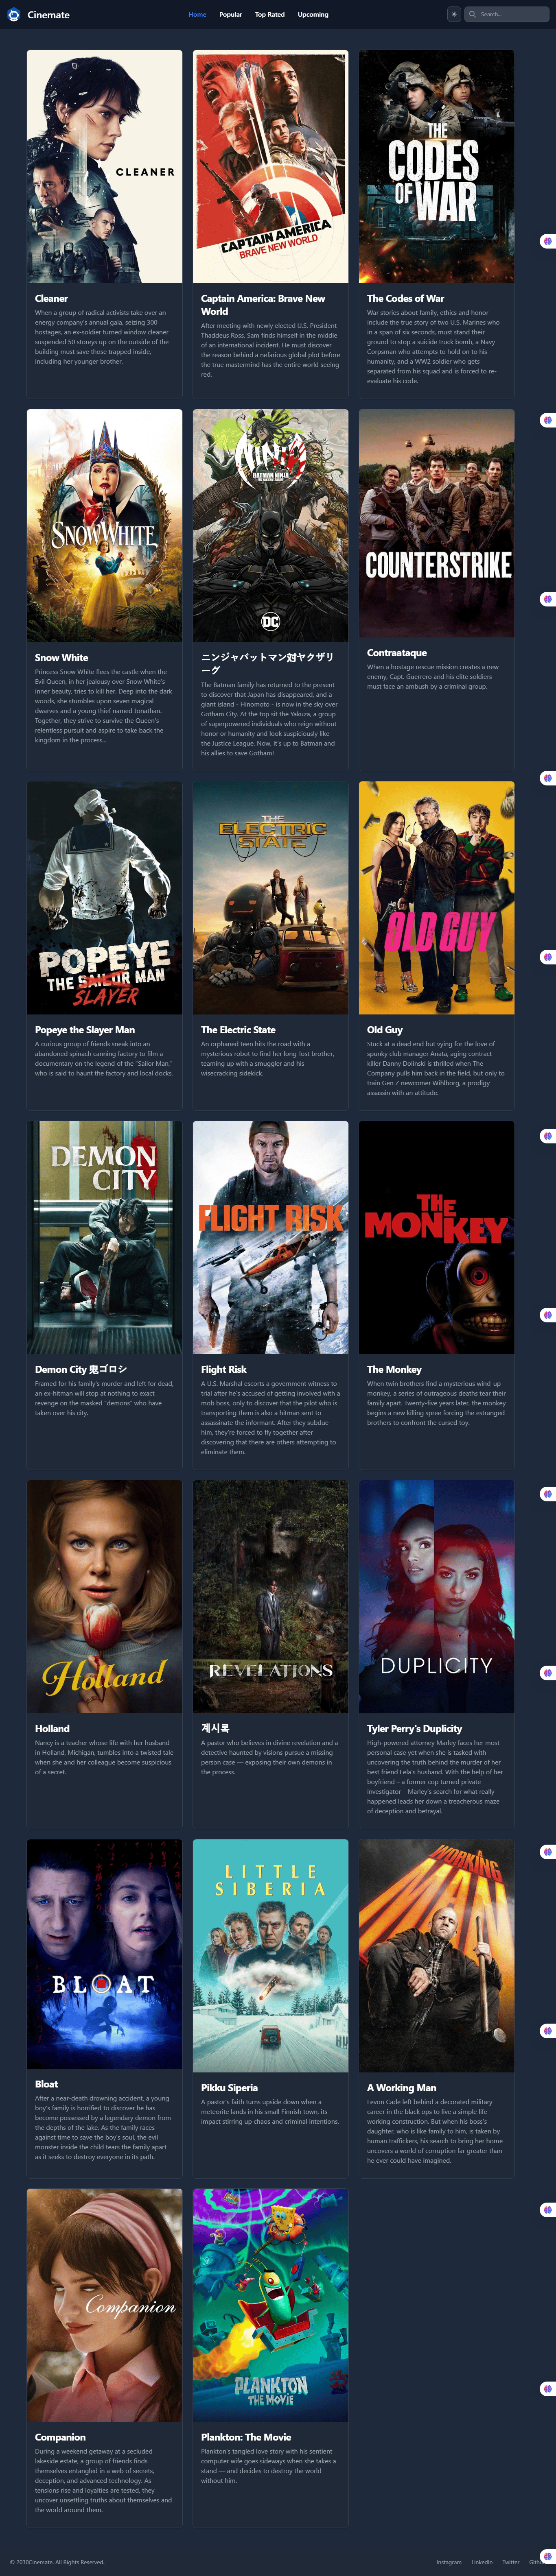 Cinemate
Home Popular Top Rated Upcoming
Search...
CLEANER
CAPTAIN AMERICA
BRAVE NEW WORLD
THE
CODES
OF WAR
Cleaner
When a group of radical activists take over an
energy company's annual gala, seizing 300
hostages, an ex-soldier turned window cleaner
suspended 50 storeys up on the outside of the
building must save those trapped inside,
including her younger brother.
Captain America: Brave New
World
After meeting with newly elected U.S. President
Thaddeus Ross, Sam finds himself in the middle
of an international incident. He must discover
the reason behind a nefarious global plot before
the true mastermind has the entire world seeing
red.
The Codes of War
War stories about family, ethics and honor
include the true story of two U.S. Marines who
in a span of six seconds, must stand their
ground to stop a suicide truck bomb, a Navy
Corpsman who attempts to hold on to his
humanity, and a WW2 soldier who gets
separated from his squad and is forced to re-
evaluate his code.
SNOW WHITE
BATMAN NINJA
DC
COUNTERSTRIKE
Snow White
Princess Snow White flees the castle when the
Evil Queen, in her jealousy over Snow White's
inner beauty, tries to kill her. Deep into the dark
woods, she stumbles upon seven magical
dwarves and a young thief named Jonathan.
Together, they strive to survive the Queen's
relentless pursuit and aspire to take back the
kingdom in the process...
ニンジャバットマン対ヤクザリ
ーグ
The Batman family has returned to the present
to discover that Japan has disappeared, and a
giant island - Hinomoto - is now in the sky over
Gotham City. At the top sit the Yakuza, a group
of superpowered individuals who reign without
honor or humanity and look suspiciously like
the Justice League. Now, it's up to Batman and
his allies to save Gotham!
Contraataque
When a hostage rescue mission creates a new
enemy, Capt. Guerrero and his elite soldiers
must face an ambush by a criminal group.
POPEYE
THE SAILOR MAN
SLAYER
THE
ELECTRIC
STATE
OLD GUY
Popeye the Slayer Man
A curious group of friends sneak into an
abandoned spinach canning factory to film a
documentary on the legend of the "Sailor Man,"
who is said to haunt the factory and local docks.
The Electric State
An orphaned teen hits the road with a
mysterious robot to find her long-lost brother,
teaming up with a smuggler and his
wisecracking sidekick.
Old Guy
Stuck at a dead end but vying for the love of
spunky club manager Anata, aging contract
killer Danny Dolinski is thrilled when The
Company pulls him back in the field, but only to
train Gen Z newcomer Wihlborg, a prodigy
assassin with an attitude.
DEMON
CITY
FLIGHT RISK
THE
MONKEY
Demon City 鬼ゴロシ
Framed for his family's murder and left for dead,
an ex-hitman will stop at nothing to exact
revenge on the masked "demons" who have
taken over his city.
Flight Risk
A U.S. Marshal escorts a government witness to
trial after he's accused of getting involved with a
mob boss, only to discover that the pilot who is
transporting them is also a hitman sent to
assassinate the informant. After they subdue
him, they're forced to fly together after
discovering that there are others attempting to
eliminate them.
The Monkey
When twin brothers find a mysterious wind-up
monkey, a series of outrageous deaths tear their
family apart. Twenty-five years later, the monkey
begins a new killing spree forcing the estranged
brothers to confront the cursed toy.
Holland
REVELATIONS
DUPLICITY
Holland
Nancy is a teacher whose life with her husband
in Holland, Michigan, tumbles into a twisted tale
when she and her colleague become suspicious
of a secret.
계시록
A pastor who believes in divine revelation and a
detective haunted by visions pursue a missing
person case — exposing their own demons in
the process.
Tyler Perry's Duplicity
High-powered attorney Marley faces her most
personal case yet when she is tasked with
uncovering the truth behind the murder of her
best friend Fela's husband. With the help of her
boyfriend – a former cop turned private
investigator – Marley's search for what really
happened leads her down a treacherous maze
of deception and betrayal.
BLOAT
LITTLE
SIBERIA
A WORKING
MAN
Bloat
After a near-death drowning accident, a young
boy's family is horrified to discover he has
become possessed by a legendary demon from
the depths of the lake. As the family races
against time to save the boy's soul, the evil
monster inside the child tears the family apart
as it seeks to destroy everyone in its path.
Pikku Siperia
A pastor's faith turns upside down when a
meteorite lands in his small Finnish town, its
impact stirring up chaos and criminal intentions.
A Working Man
Levon Cade left behind a decorated military
career in the black ops to live a simple life
working construction. But when his boss's
daughter, who is like family to him, is taken by
human traffickers, his search to bring her home
uncovers a world of corruption far greater than
he ever could have imagined.
Companion
PLANKTON
THE MOVIE
Companion
During a weekend getaway at a secluded
lakeside estate, a group of friends finds
themselves entangled in a web of secrets,
deception, and advanced technology. As
tensions rise and loyalties are tested, they
uncover unsettling truths about themselves and
the world around them.
Plankton: The Movie
Plankton's tangled love story with his sentient
computer wife goes sideways when she takes a
stand — and decides to destroy the world
without him.
© 2030Cinemate. All Rights Reserved.
Instagram LinkedIn Twitter